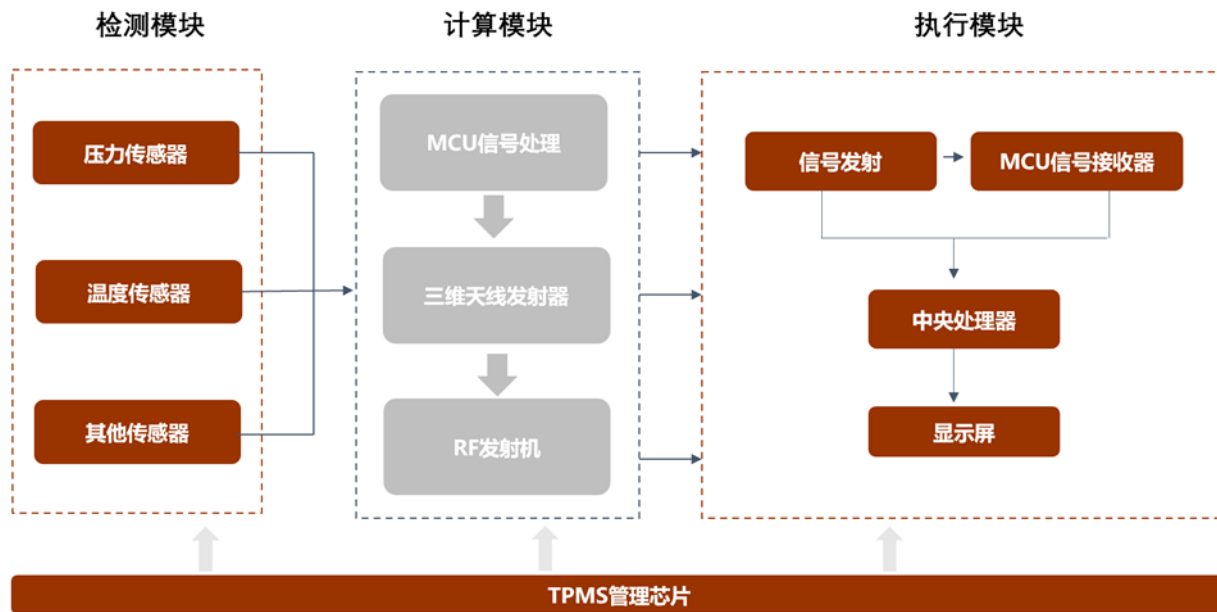 检测模块
计算模块
执行模块
压力传感器
温度传感器
其他传感器
MCU信号处理
三维天线发射器
RF发射机
信号发射
MCU信号接收器
中央处理器
显示屏
TPMS管理芯片